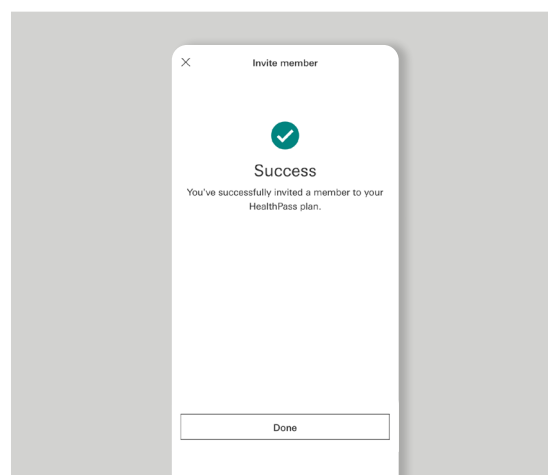 Invite member
Success
You've successfully invited a member to your
HealthPass plan.
Done